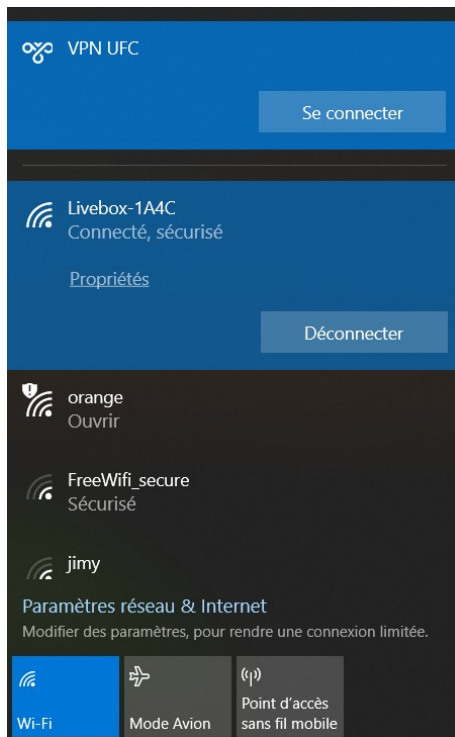 VPN UFC
Se connecter
Livebox-1A4C
Connecté, sécurisé
Propriétés
Déconnecter
orange
Ouvrir
FreeWifi_secure
Sécurisé
jimy
Paramètres réseau & Internet
Modifier des paramètres, pour rendre une connexion limitée.
Wi-Fi
Mode Avion
Point d'accès
sans fil mobile